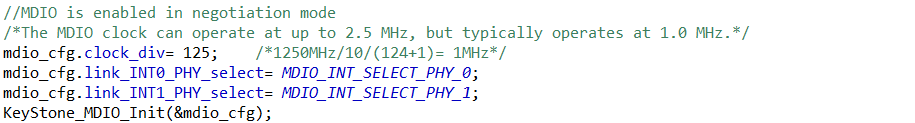 //MDIO is enabled in negotiation mode
/*The MDIO clock can operate at up to 2.5 MHz, but typically operates at 1.0 MHz.*/
mdio_cfg.clock_div= 125;    /*1250MHz/10/(124+1)= 1MHz*/
mdio_cfg.link_INT0_PHY_select= MDIO_INT_SELECT_PHY_0;
mdio_cfg.link_INT1_PHY_select= MDIO_INT_SELECT_PHY_1;
KeyStone_MDIO_Init(&mdio_cfg);